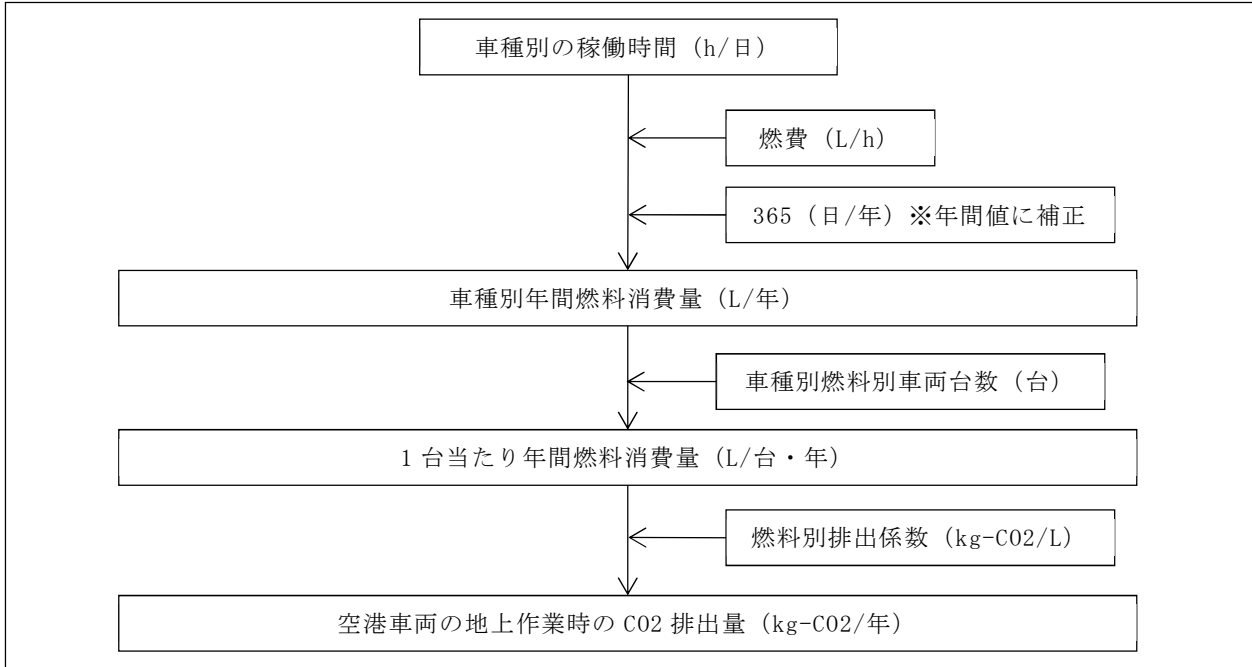 車種別の稼働時間（h/日）
燃費（L/h）
365（日/年）※年間値に補正
車種別年間燃料消費量（L/年）
車種別燃料別車両台数（台）
1台当たり年間燃料消費量（L/台・年）
燃料別排出係数（kg-CO2/L）
空港車両の地上作業時の CO2 排出量（kg-CO2/年）